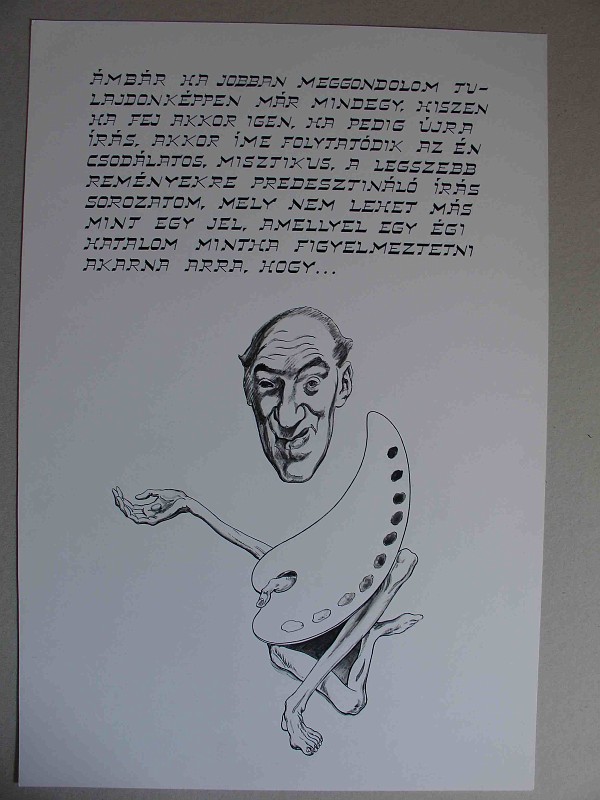 ÁMBÁR HA JOBBAN MEGGONDOLOM TU-
LAJDONKÉPPEN MÁR MINDEGY, HISZEN
HA FEJ AKKOR IGEN, HA PEDIG ÚJRA
ÍRÁS, AKKOR ÍME FOLYTATÓDIK AZ ÉN
CSODÁLATOS, MISZTIKUS, A LEGSZEBB
REMÉNYEKRE PREDESZTINÁLÓ ÍRÁS
SOROZATOM, MELY NEM LEHET MÁS
MINT EGY JEL, AMELLYEL EGY ÉGI
HATALOM MINTHA FIGYELMEZTETNI
AKARNA ARRA, HOGY...